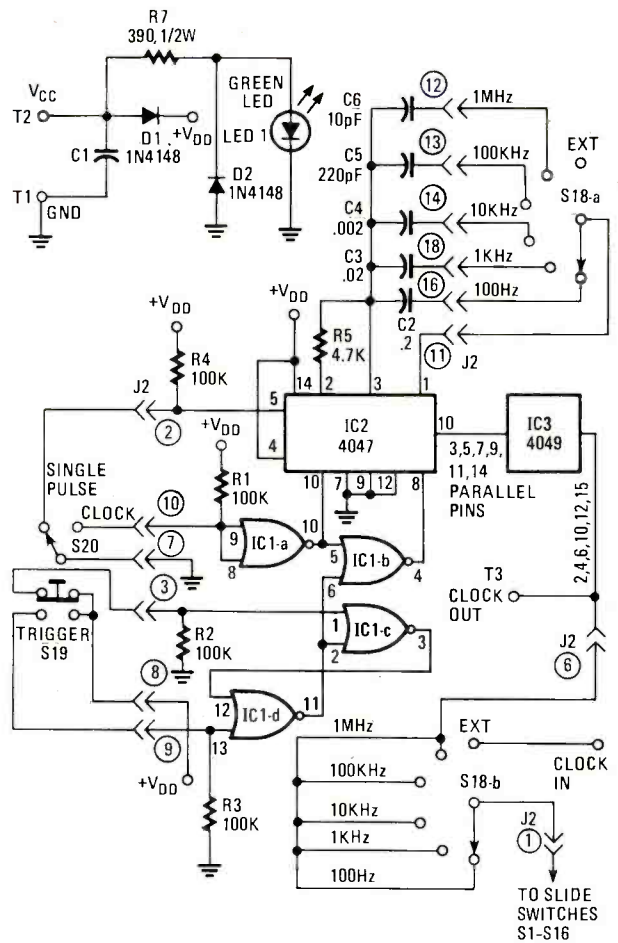 R7
390, 1/2W
VCC
T2
GREEN
LED
LED 1
D1
+VDD
1N4148
C1
D2
1N4148
T1
GND
C6
10pF
12
1MHz
C5
220pF
13
100KHz
EXT
S18-a
C4
.002
14
10KHz
C3
.02
18
1KHz
16
100Hz
C2
.2
11
J2
+VDD
+VDD
R4
100K
R5
4.7K
J2
2
14
2
3
1
5
4
IC2
4047
10
IC3
4049
3,5,7,9,
11,14
PARALLEL
PINS
2,4,6,10,12,15
+VDD
R1
100K
10
7
9
12
8
SINGLE
PULSE
CLOCK
10
S20
7
9
8
IC1-a
10
5
6
IC1-b
4
3
TRIGGER
S19
R2
100K
1
2
IC1-c
3
T3
CLOCK
OUT
J2
6
8
12
13
IC1-d
11
9
+VDD
R3
100K
1MHz
EXT
CLOCK
IN
100KHz
S18-b
10KHz
1KHz
100Hz
J2
1
TO SLIDE
SWITCHES
S1-S16